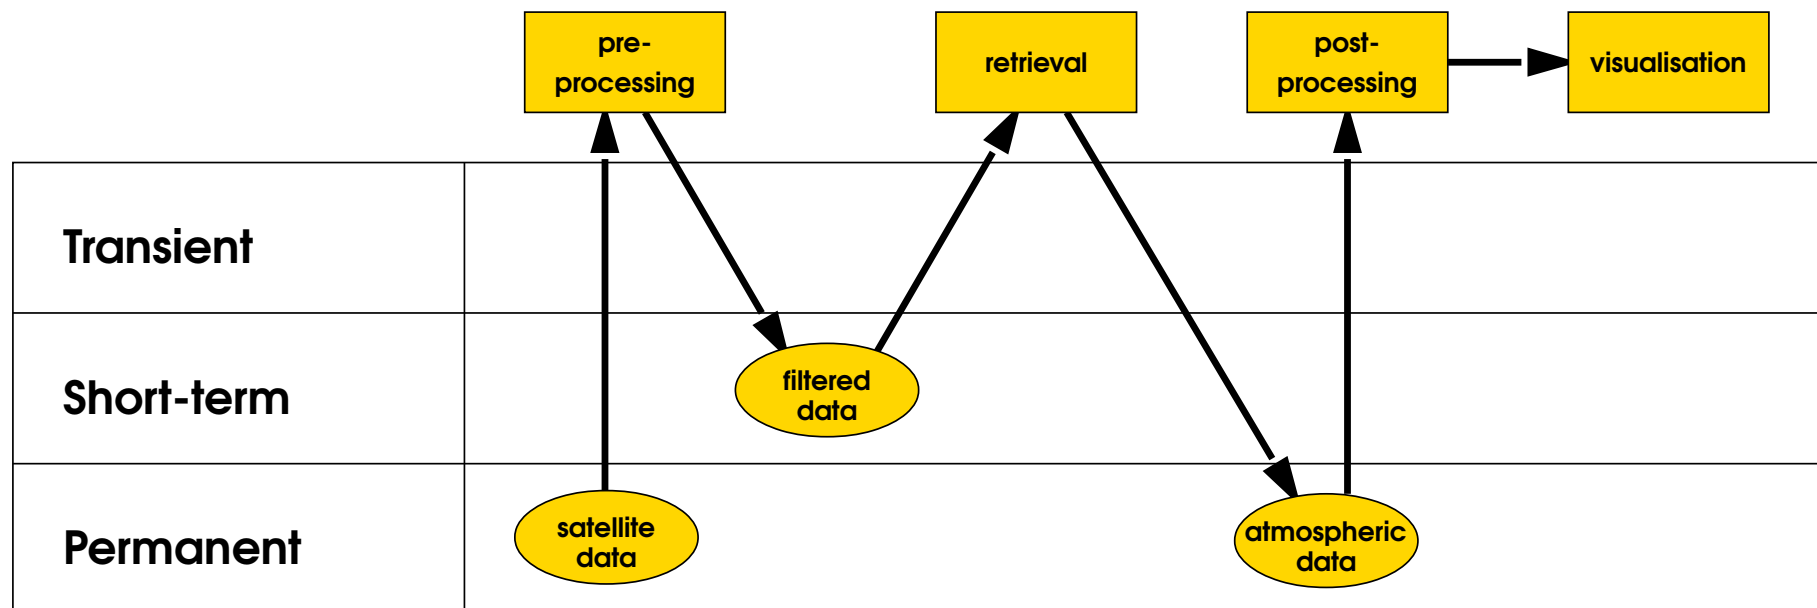 pre-
processing
retrieval
post-
processing
visualisation
Transient
Short-term
filtered
data
Permanent
satellite
data
atmospheric
data